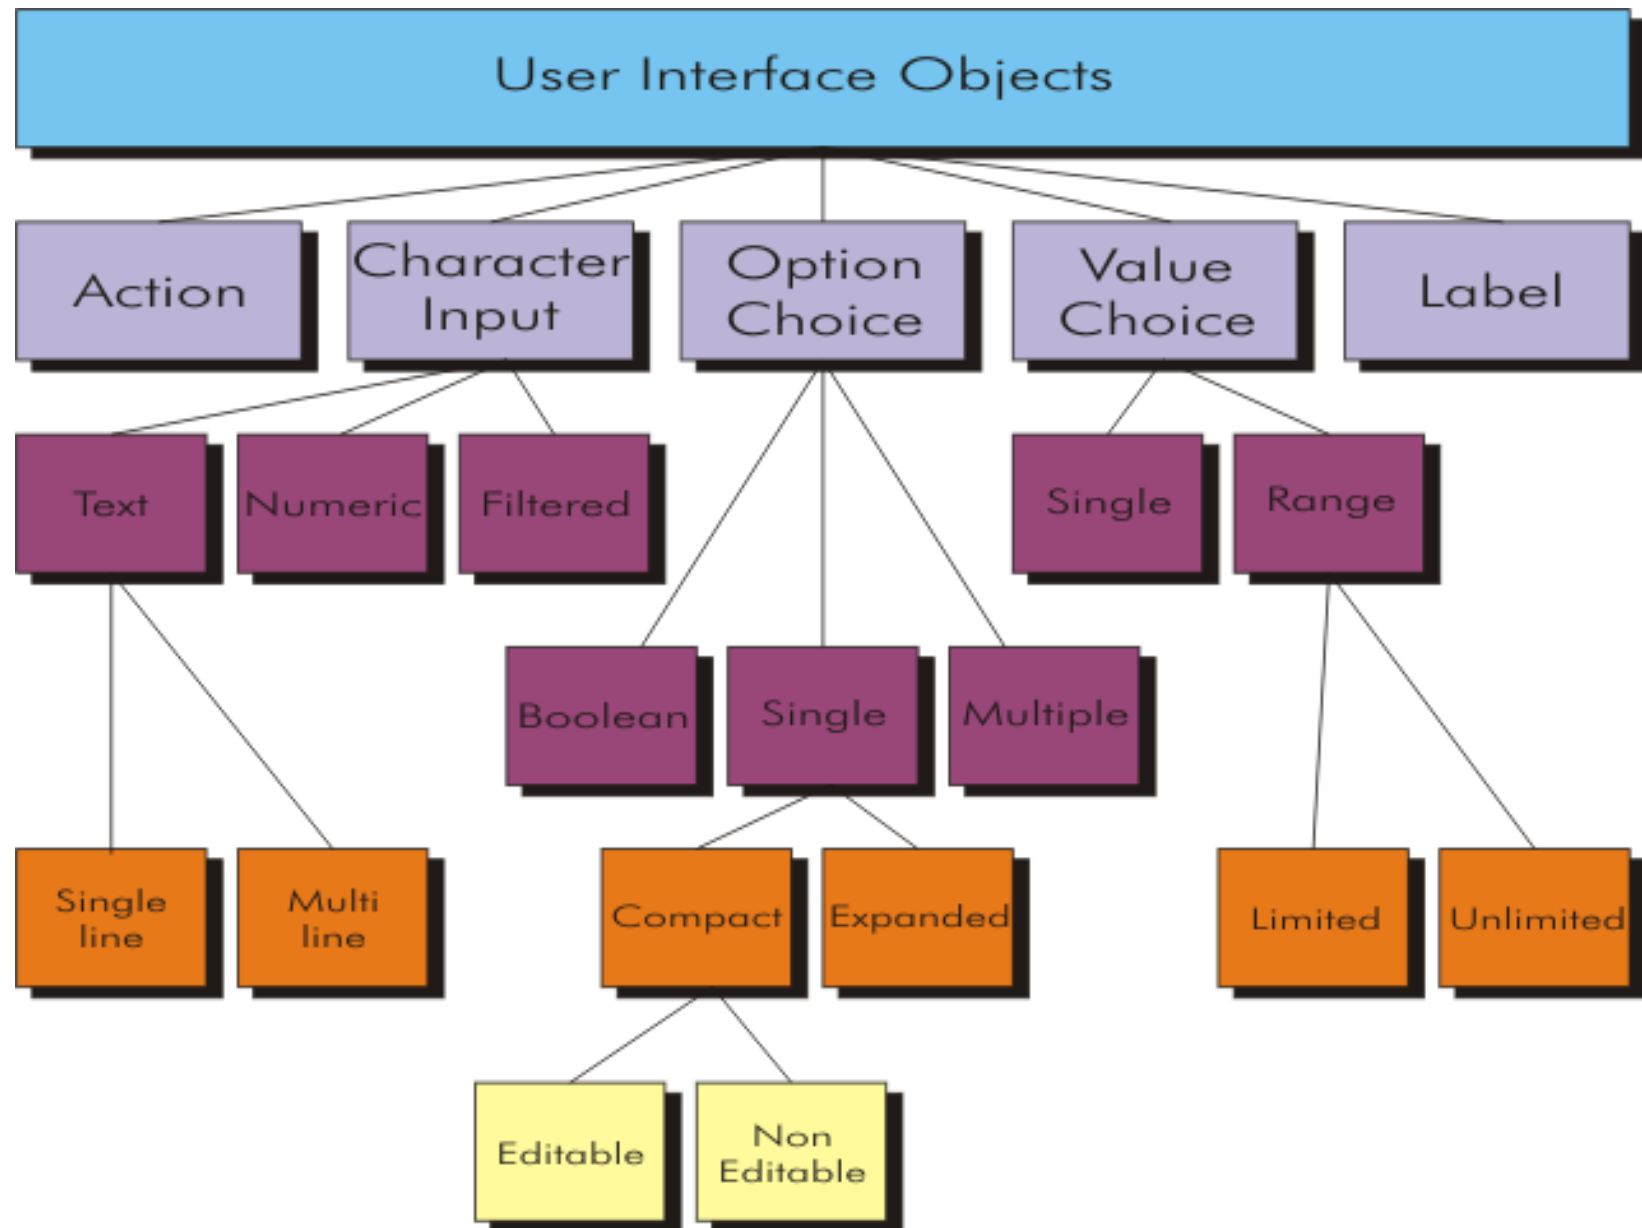 User Interface Objects
Action
Character
Input
Option
Choice
Value
Choice
Label
Text
Numeric
Filtered
Single
Range
Boolean
Single
Multiple
Single
line
Multi
line
Compact
Expanded
Limited
Unlimited
Editable
Non
Editable